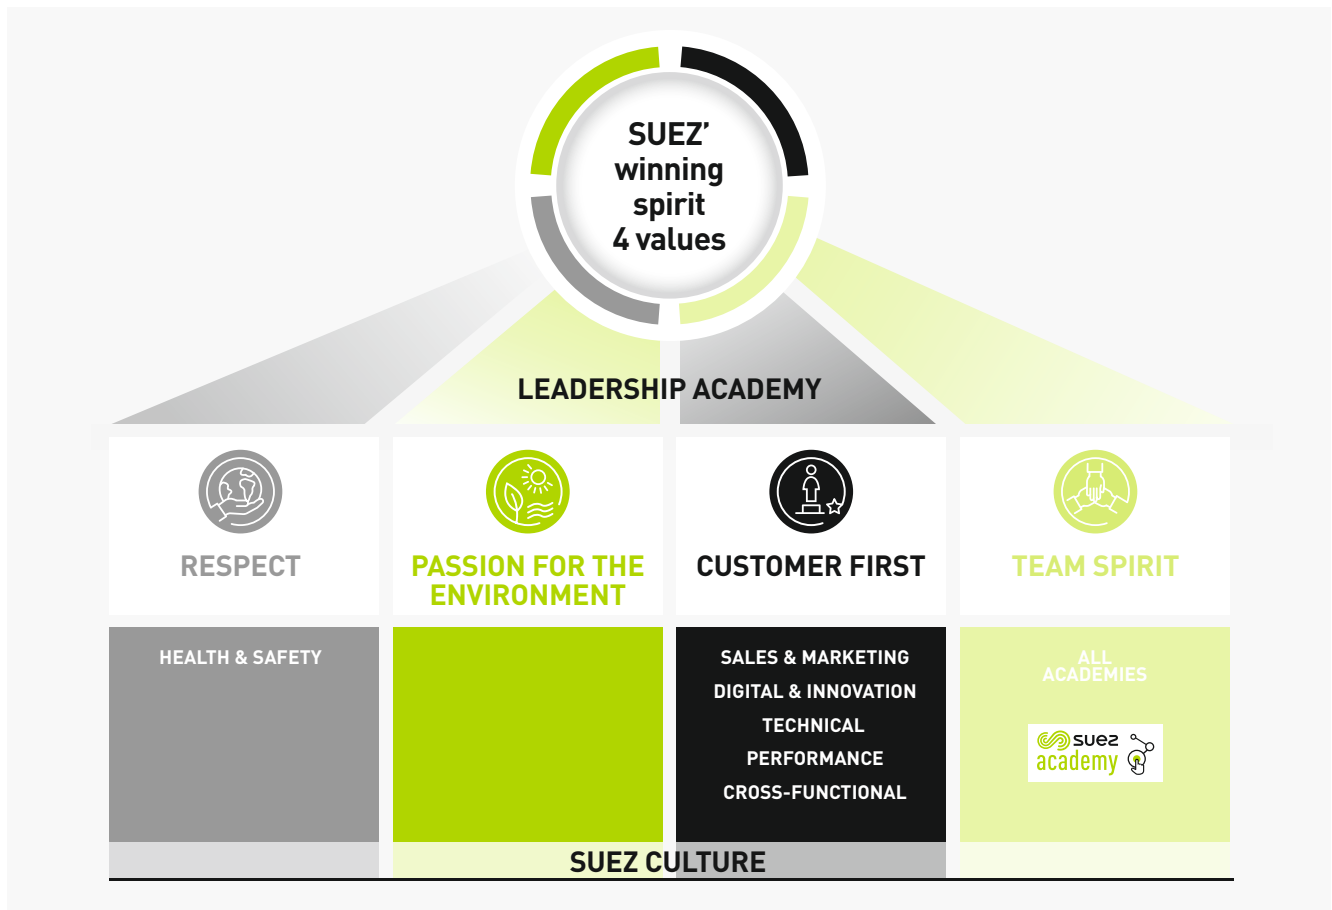 SUEZ’
winning
spirit
4 values
LEADERSHIP ACADEMY
RESPECT
PASSION FOR THE
ENVIRONMENT
CUSTOMER FIRST
TEAM SPIRIT
HEALTH & SAFETY
SALES & MARKETING
DIGITAL & INNOVATION
TECHNICAL
PERFORMANCE
CROSS-FUNCTIONAL
ALL
ACADEMIES
suez
academy
SUEZ CULTURE